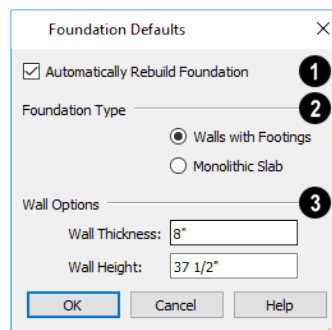 Foundation Defaults
Automatically Rebuild Foundation 1
Foundation Type 2
Walls with Footings
Monolithic Slab
Wall Options 3
Wall Thickness: 8"
Wall Height: 37 1/2"
OK Cancel Help